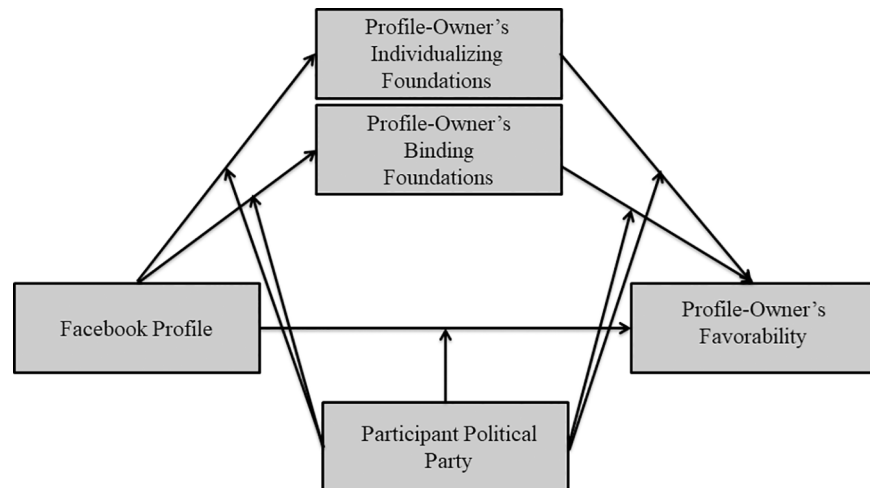 Profile-Owner's
Individualizing
Foundations
Profile-Owner's
Binding
Foundations
Facebook Profile
Profile-Owner's
Favorability
Participant Political
Party